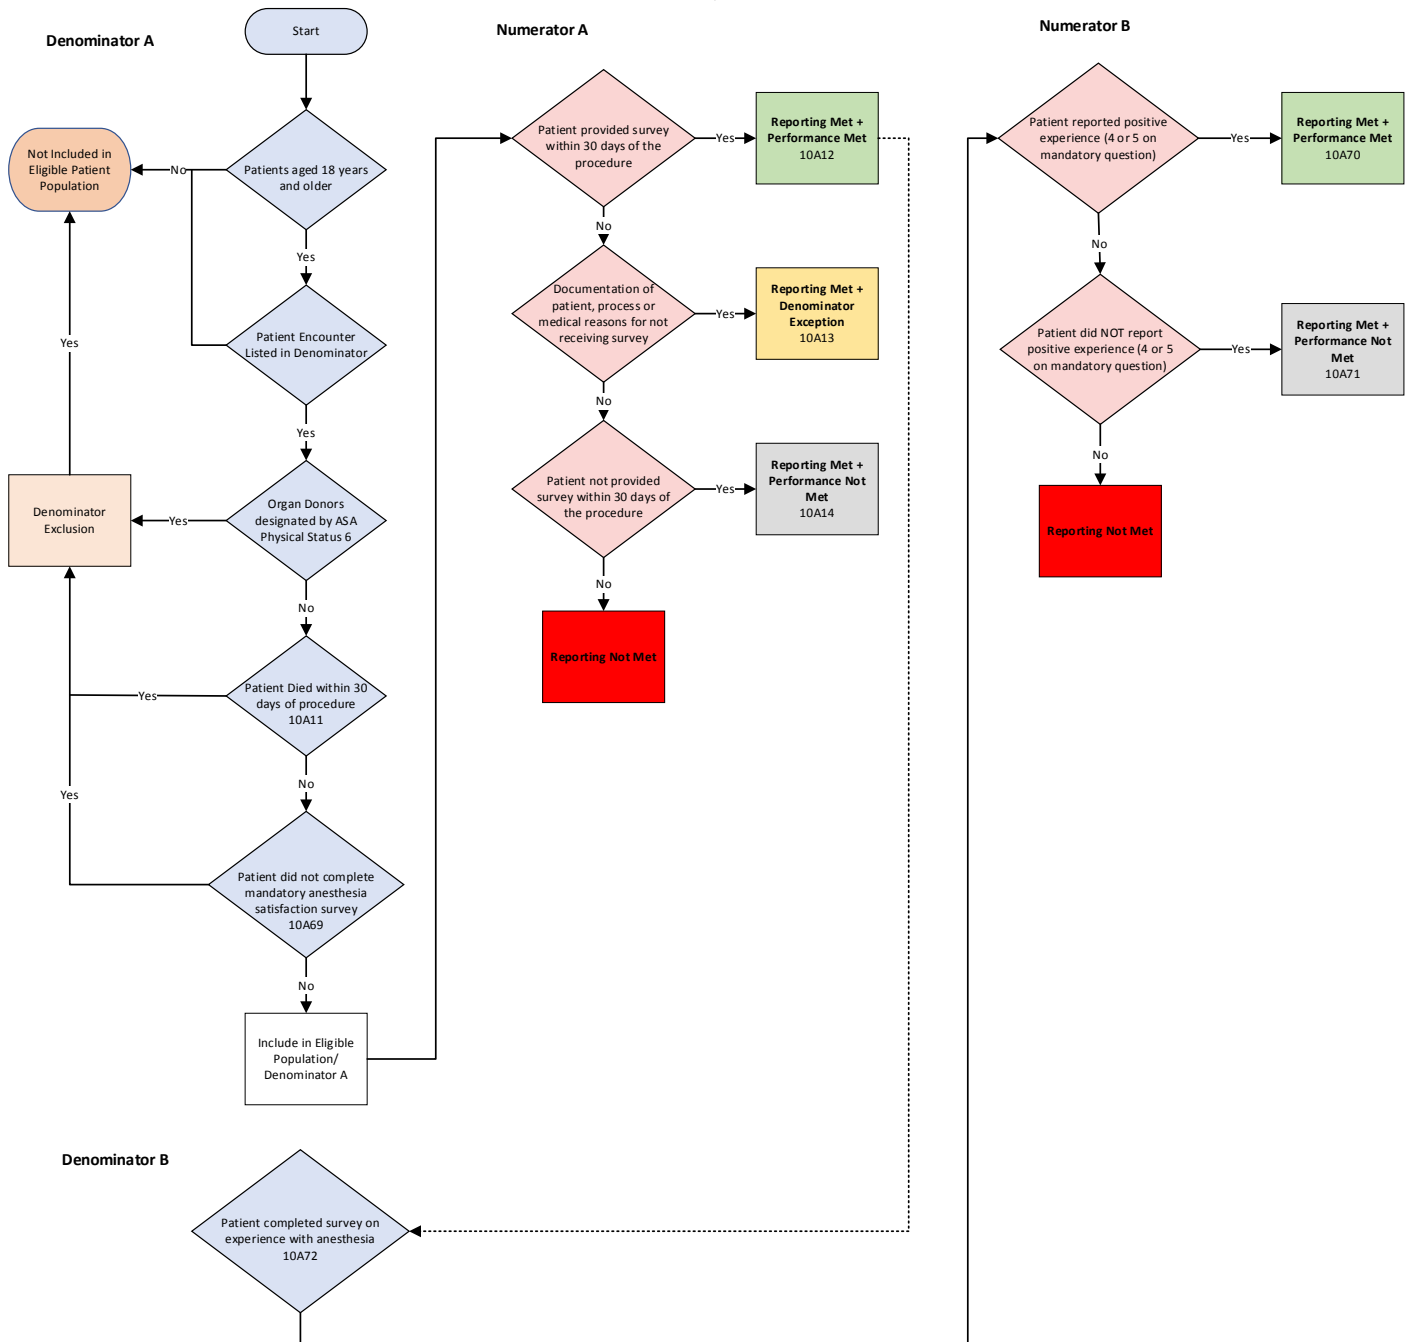 Denominator A
Start
Patients aged 18 years
and older
No
Not Included in
Eligible Patient
Population
Yes
Patient Encounter
Listed in Denominator
Yes
Yes
Organ Donors
designated by ASA
Physical Status 6
Yes
Denominator
Exclusion
No
Patient Died within 30
days of procedure
10A11
Yes
No
Yes
Patient did not complete
mandatory anesthesia
satisfaction survey
10A69
No
Include in Eligible
Population/
Denominator A
Numerator A
Patient provided survey
within 30 days of the
procedure
Yes
Reporting Met +
Performance Met
10A12
No
Documentation of
patient, process or
medical reasons for not
receiving survey
Yes
Reporting Met +
Denominator
Exception
10A13
No
Patient not provided
survey within 30 days of
the procedure
Yes
Reporting Met +
Performance Not
Met
10A14
No
Reporting Not Met
Denominator B
Patient completed survey on
experience with anesthesia
10A72
Numerator B
Patient reported positive
experience (4 or 5 on
mandatory question)
Yes
Reporting Met +
Performance Met
10A70
No
Patient did NOT report
positive experience (4 or 5
on mandatory question)
Yes
Reporting Met +
Performance Not
Met
10A71
No
Reporting Not Met